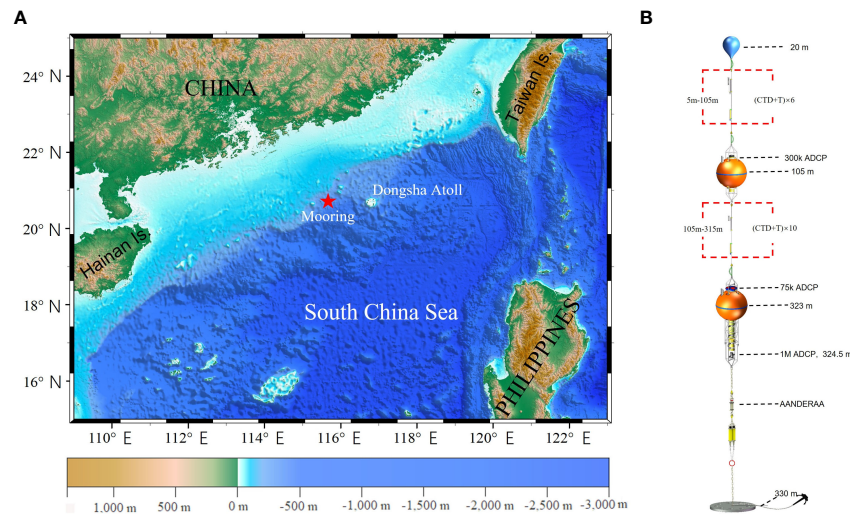 A
24° N
22° N
20° N
18° N
16° N
CHINA
Taiwan Is.
Dongsha Atoll
Mooring
Hainan Is.
South China Sea
PHILIPPINES
110° E
112° E
114° E
116° E
118° E
120° E
122° E
1,000 m
500 m
0 m
-500 m
-1,000 m
-1,500 m
-2,000 m
-2,500 m
-3,000 m
B
20 m
5m-105m
(CTD+T)×6
300k ADCP
105 m
105m-315m
(CTD+T)×10
75k ADCP
323 m
1M ADCP, 324.5 m
AANDERAA
330 m